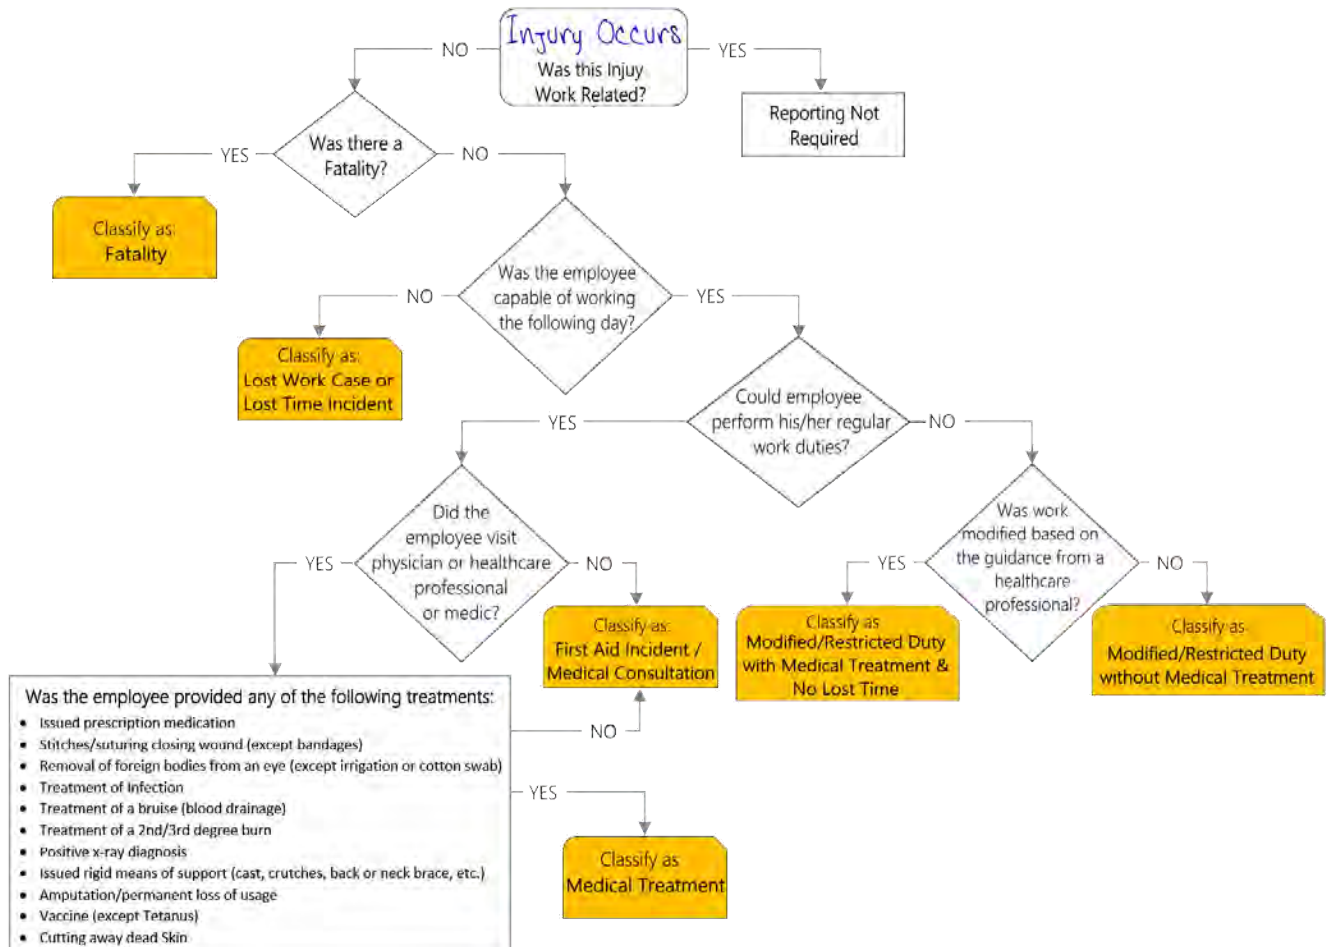 Injury Occurs
NO
YES
Was this Injuy
Work Related?
Reporting Not
Required
Was there a
Fatality?
YES
NO
Classify as:
Fatality
Was the employee
capable of working
the following day?
NO
YES
Classify as:
Lost Work Case or
Lost Time Incident
Could employee
perform his/her regular
work duties?
YES
NO
Did the
employee visit
physician or healthcare
professional
or medic?
YES
NO
Was work
modified based on
the guidance from a
healthcare
professional?
YES
NO
Classify as:
First Aid Incident /
Medical Consultation
Classify as
Modified/Restricted Duty
with Medical Treatment &
No Lost Time
Classify as
Modified/Restricted Duty
without Medical Treatment
Was the employee provided any of the following treatments:
• Issued prescription medication
• Stitches/suturing closing wound (except bandages)
• Removal of foreign bodies from an eye (except irrigation or cotton swab)
• Treatment of Infection
• Treatment of a bruise (blood drainage)
• Treatment of a 2nd/3rd degree burn
• Positive x-ray diagnosis
• Issued rigid means of support (cast, crutches, back or neck brace, etc.)
• Amputation/permanent loss of usage
• Vaccine (except Tetanus)
• Cutting away dead Skin
NO
YES
Classify as
Medical Treatment